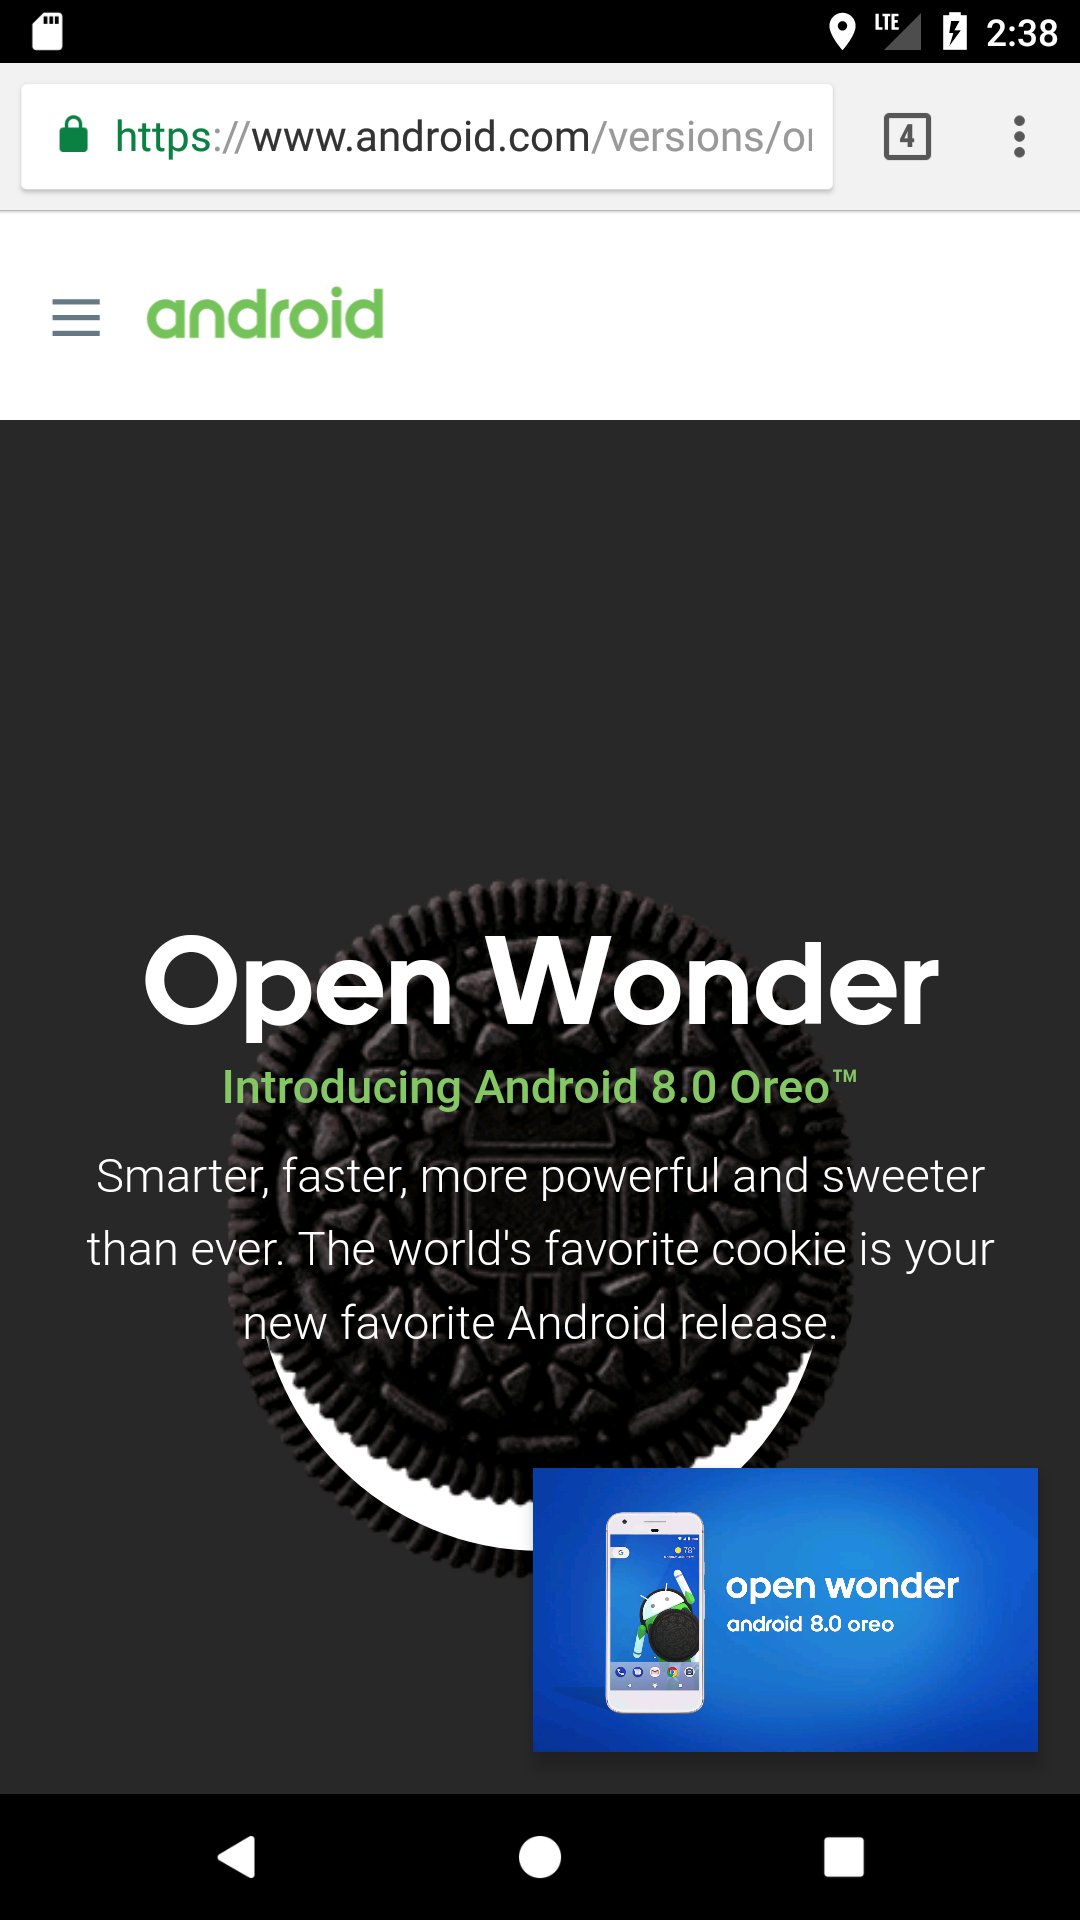 LTE 2:38
https://www.android.com/versions/or
4
android
Open Wonder
Introducing Android 8.0 Oreo™
Smarter, faster, more powerful and sweeter
than ever. The world's favorite cookie is your
new favorite Android release.
open wonder
android 8.0 oreo
G
78°